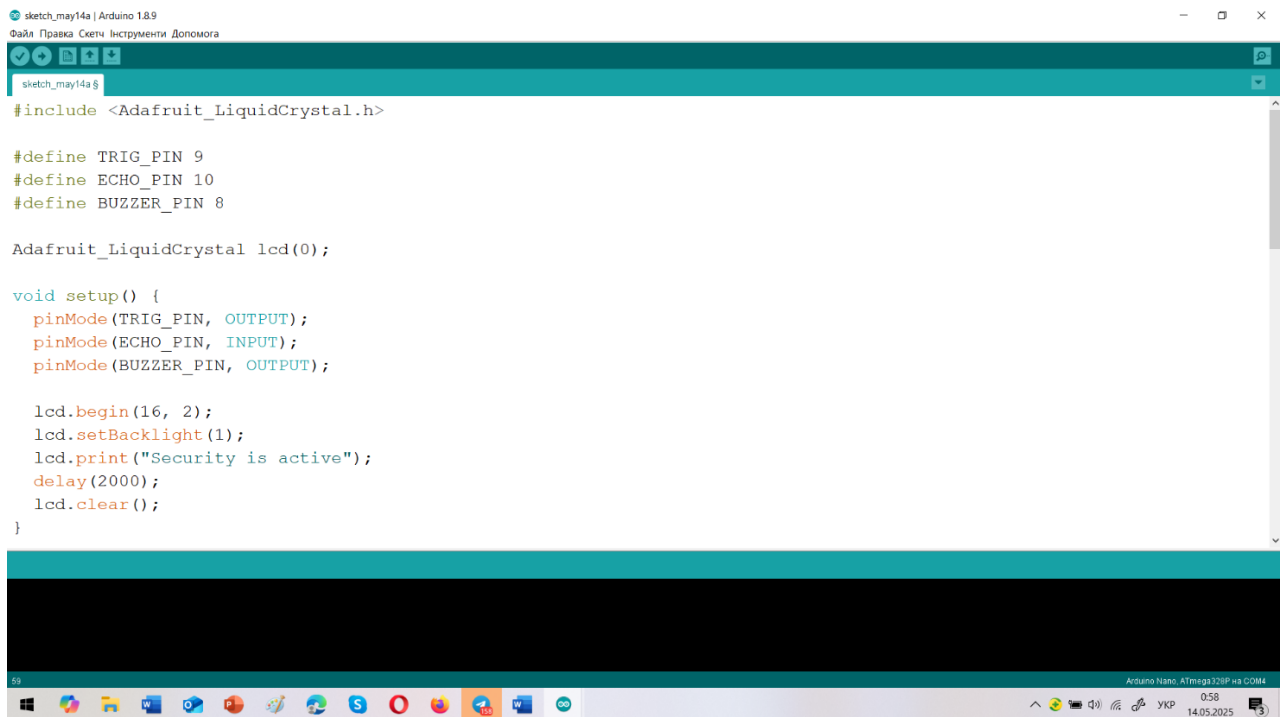 sketch_may14a | Arduino 1.8.9
Файл Правка Скетч Інструменти Допомога
sketch_may14a §
#include <Adafruit_LiquidCrystal.h>
#define TRIG_PIN 9
#define ECHO_PIN 10
#define BUZZER_PIN 8
Adafruit_LiquidCrystal lcd(0);
void setup() {
pinMode(TRIG_PIN, OUTPUT);
pinMode(ECHO_PIN, INPUT);
pinMode(BUZZER_PIN, OUTPUT);
lcd.begin(16, 2);
lcd.setBacklight(1);
lcd.print("Security is active");
delay(2000);
lcd.clear();
}
59
Arduino Nano, ATmega328P на COM4
153
УКР
0:58
14.05.2025
3